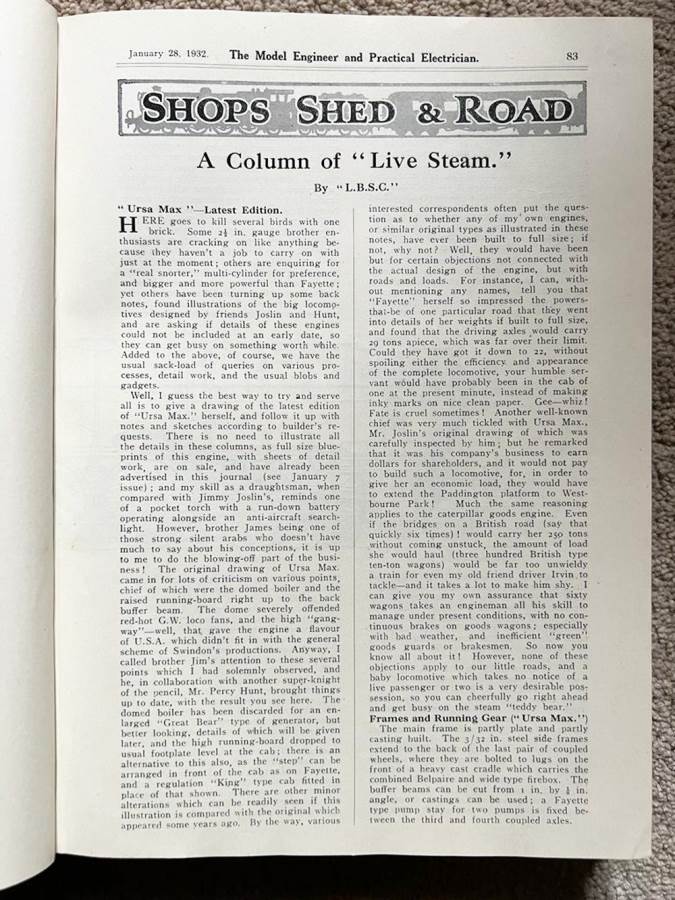 January 28, 1932. The Model Engineer and Practical Electrician. 83
SHOPS SHED & ROAD
A Column of "Live Steam."
By "L.B.S.C."
"Ursa Max"—Latest Edition.
HERE goes to kill several birds with one
brick. Some 2½ in. gauge brother en-
thusiasts are cracking on like anything be-
cause they haven't a job to carry on with
just at the moment; others are enquiring for
a "real snorter," multi-cylinder for preference,
and bigger and more powerful than Fayette;
yet others have been turning up some back
notes, found illustrations of the big locomo-
tives designed by friends Joslin and Hunt,
and are asking if details of these engines
could not be included at an early date, so
they can get busy on something worth while.
Added to the above, of course, we have the
usual sack-load of queries on various pro-
cesses, detail work, and the usual blobs and
gadgets.
Well, I guess the best way to try and serve
all is to give a drawing of the latest edition
of "Ursa Max." herself, and follow it up with
notes and sketches according to builder's re-
quests. There is no need to illustrate all
the details in these columns, as full size blue-
prints of this engine, with sheets of detail
work, are on sale, and have already been
advertised in this journal (see January 7
issue); and my skill as a draughtsman, when
compared with Jimmy Joslin's, reminds one
of a pocket torch with a run-down battery
operating alongside an anti-aircraft search-
light. However, brother James being one of
those strong silent arabs who doesn't have
much to say about his conceptions, it is up
to me to do the blowing-off part of the busi-
ness! The original drawing of Ursa Max.
came in for lots of criticism on various points,
chief of which were the domed boiler and the
raised running-board right up to the back
buffer beam. The dome severely offended
red-hot G.W. loco fans, and the high "gang-
way"—well, that gave the engine a flavour
of U.S.A. which didn't fit in with the general
scheme of Swindon's productions. Anyway, I
called brother Jim's attention to these several
points which I had solemnly observed, and
he, in collaboration with another super-knight
of the pencil, Mr. Percy Hunt, brought things
up to date, with the result you see here. The
domed boiler has been discarded for an en-
larged "Great Bear" type of generator, but
better looking, details of which will be given
later, and the high running-board dropped to
usual footplate level at the cab; there is an
alternative to this also, as the "step" can be
arranged in front of the cab as on Fayette,
and a regulation "King" type cab fitted in
place of that shown. There are other minor
alterations which can be readily seen if this
illustration is compared with the original which
appeared some years ago. By the way, various
interested correspondents often put the ques-
tion as to whether any of my own engines,
or similar original types as illustrated in these
notes, have ever been built to full size; if
not, why not? Well, they would have been
but for certain objections not connected with
the actual design of the engine, but with
roads and loads. For instance, I can, with-
out mentioning any names, tell you that
"Fayette" herself so impressed the powers-
that-be of one particular road that they went
into details of her weights if built to full size,
and found that the driving axles would carry
29 tons apiece, which was far over their limit.
Could they have got it down to 22, without
spoiling either the efficiency and appearance
of the complete locomotive, your humble ser-
vant would have probably been in the cab of
one at the present minute, instead of making
inky marks on nice clean paper. Gee—whiz!
Fate is cruel sometimes! Another well-known
chief was very much tickled with Ursa Max.,
Mr. Joslin's original drawing of which was
carefully inspected by him; but he remarked
that it was his company's business to earn
dollars for shareholders, and it would not pay
to build such a locomotive, for, in order to
give her an economic load, they would have
to extend the Paddington platform to West-
bourne Park! Much the same reasoning
applies to the caterpillar goods engine. Even
if the bridges on a British road (say that
quickly six times)! would carry her 250 tons
without coming unstuck, the amount of load
she would haul (three hundred British type
ten-ton wagons) would be far too unwieldy
a train for even my old friend driver Irvin to
tackle—and it takes a lot to make him shy. I
can give you my own assurance that sixty
wagons takes an engineman all his skill to
manage under present conditions, with no con-
tinuous brakes on goods wagons; especially
with bad weather, and inefficient "green"
goods guards or brakesmen. So now you
know all about it! However, none of these
objections apply to our little roads, and a
baby locomotive which takes no notice of a
live passenger or two is a very desirable pos-
session, so you can cheerfully go right ahead
and get busy on the steam "teddy bear."
Frames and Running Gear ("Ursa Max.")
The main frame is partly plate and partly
casting built. The 3/32 in. steel side frames
extend to the back of the last pair of coupled
wheels, where they are bolted to lugs on the
front of a heavy cast cradle which carries the
combined Belpaire and wide type firebox. The
buffer beams can be cut from 1 in. by ⅛ in.
angle, or castings can be used; a Fayette
type pump stay for two pumps is fixed be-
tween the third and fourth coupled axles.